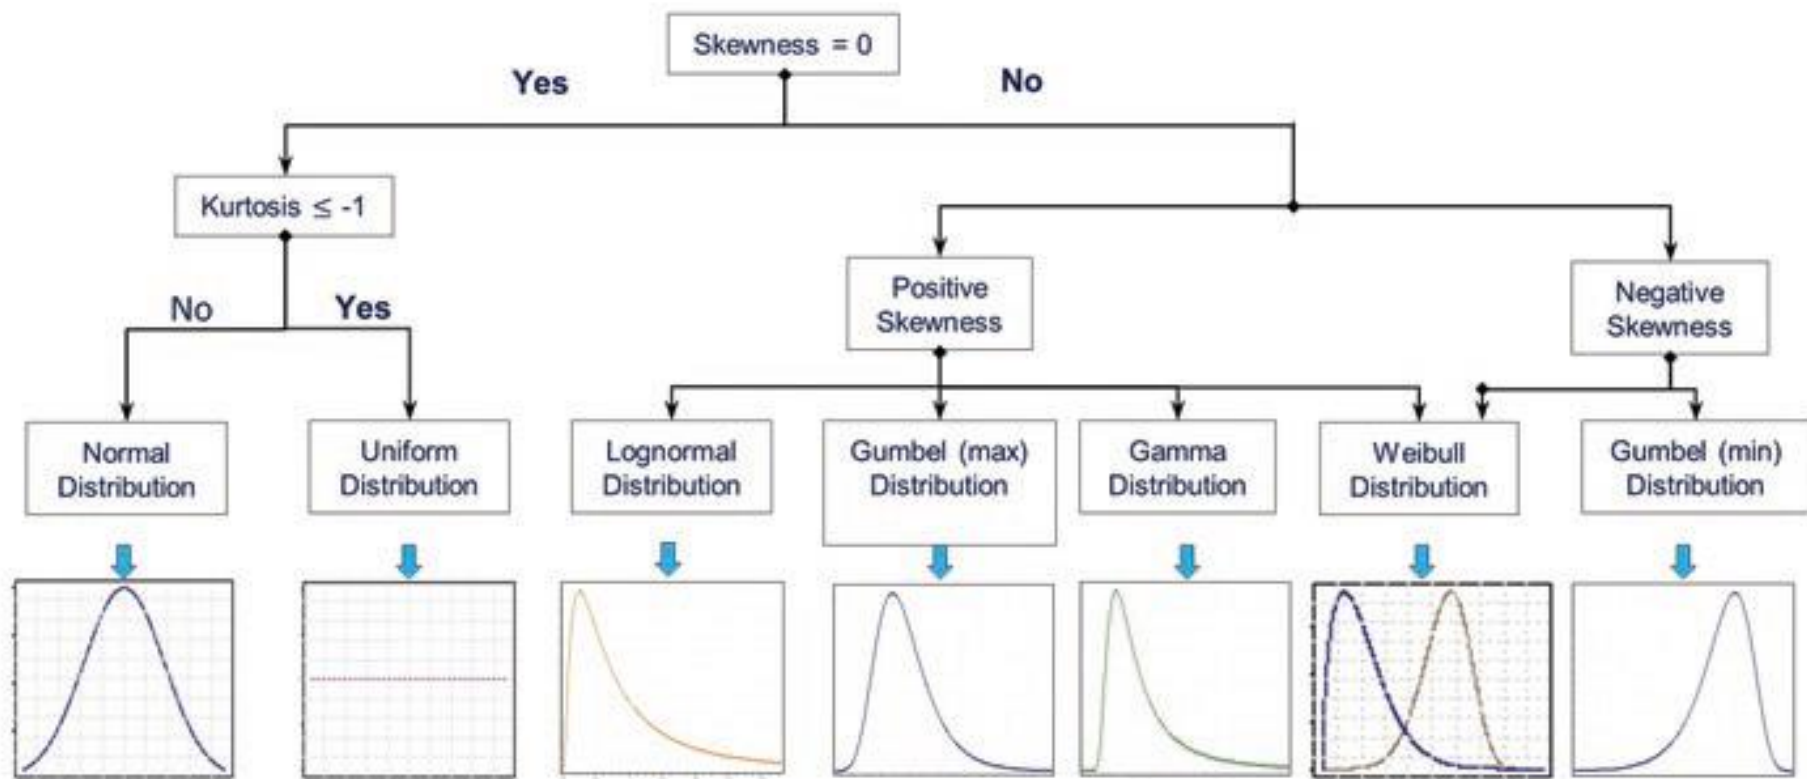 Skewness = 0
Yes
No
Kurtosis ≤ -1
No
Yes
Positive
Skewness
Negative
Skewness
Normal
Distribution
Uniform
Distribution
Lognormal
Distribution
Gumbel (max)
Distribution
Gamma
Distribution
Weibull
Distribution
Gumbel (min)
Distribution